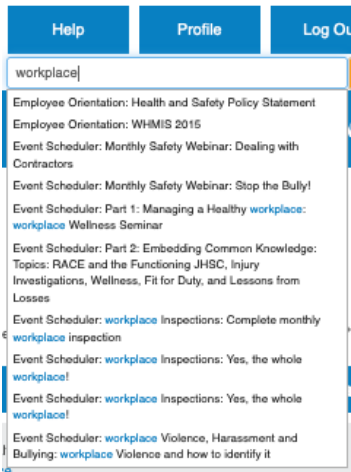 Help Profile Log Ou
workplace
Employee Orientation: Health and Safety Policy Statement
Employee Orientation: WHMIS 2015
Event Scheduler: Monthly Safety Webinar: Dealing with
Contractors
Event Scheduler: Monthly Safety Webinar: Stop the Bully!
Event Scheduler: Part 1: Managing a Healthy workplace:
workplace Wellness Seminar
Event Scheduler: Part 2: Embedding Common Knowledge:
Topics: RACE and the Functioning JHSC, Injury
Investigations, Wellness, Fit for Duty, and Lessons from
Losses
Event Scheduler: workplace Inspections: Complete monthly
workplace inspection
Event Scheduler: workplace Inspections: Yes, the whole
workplace!
Event Scheduler: workplace Inspections: Yes, the whole
workplace!
Event Scheduler: workplace Violence, Harassment and
Bullying: workplace Violence and how to identify it